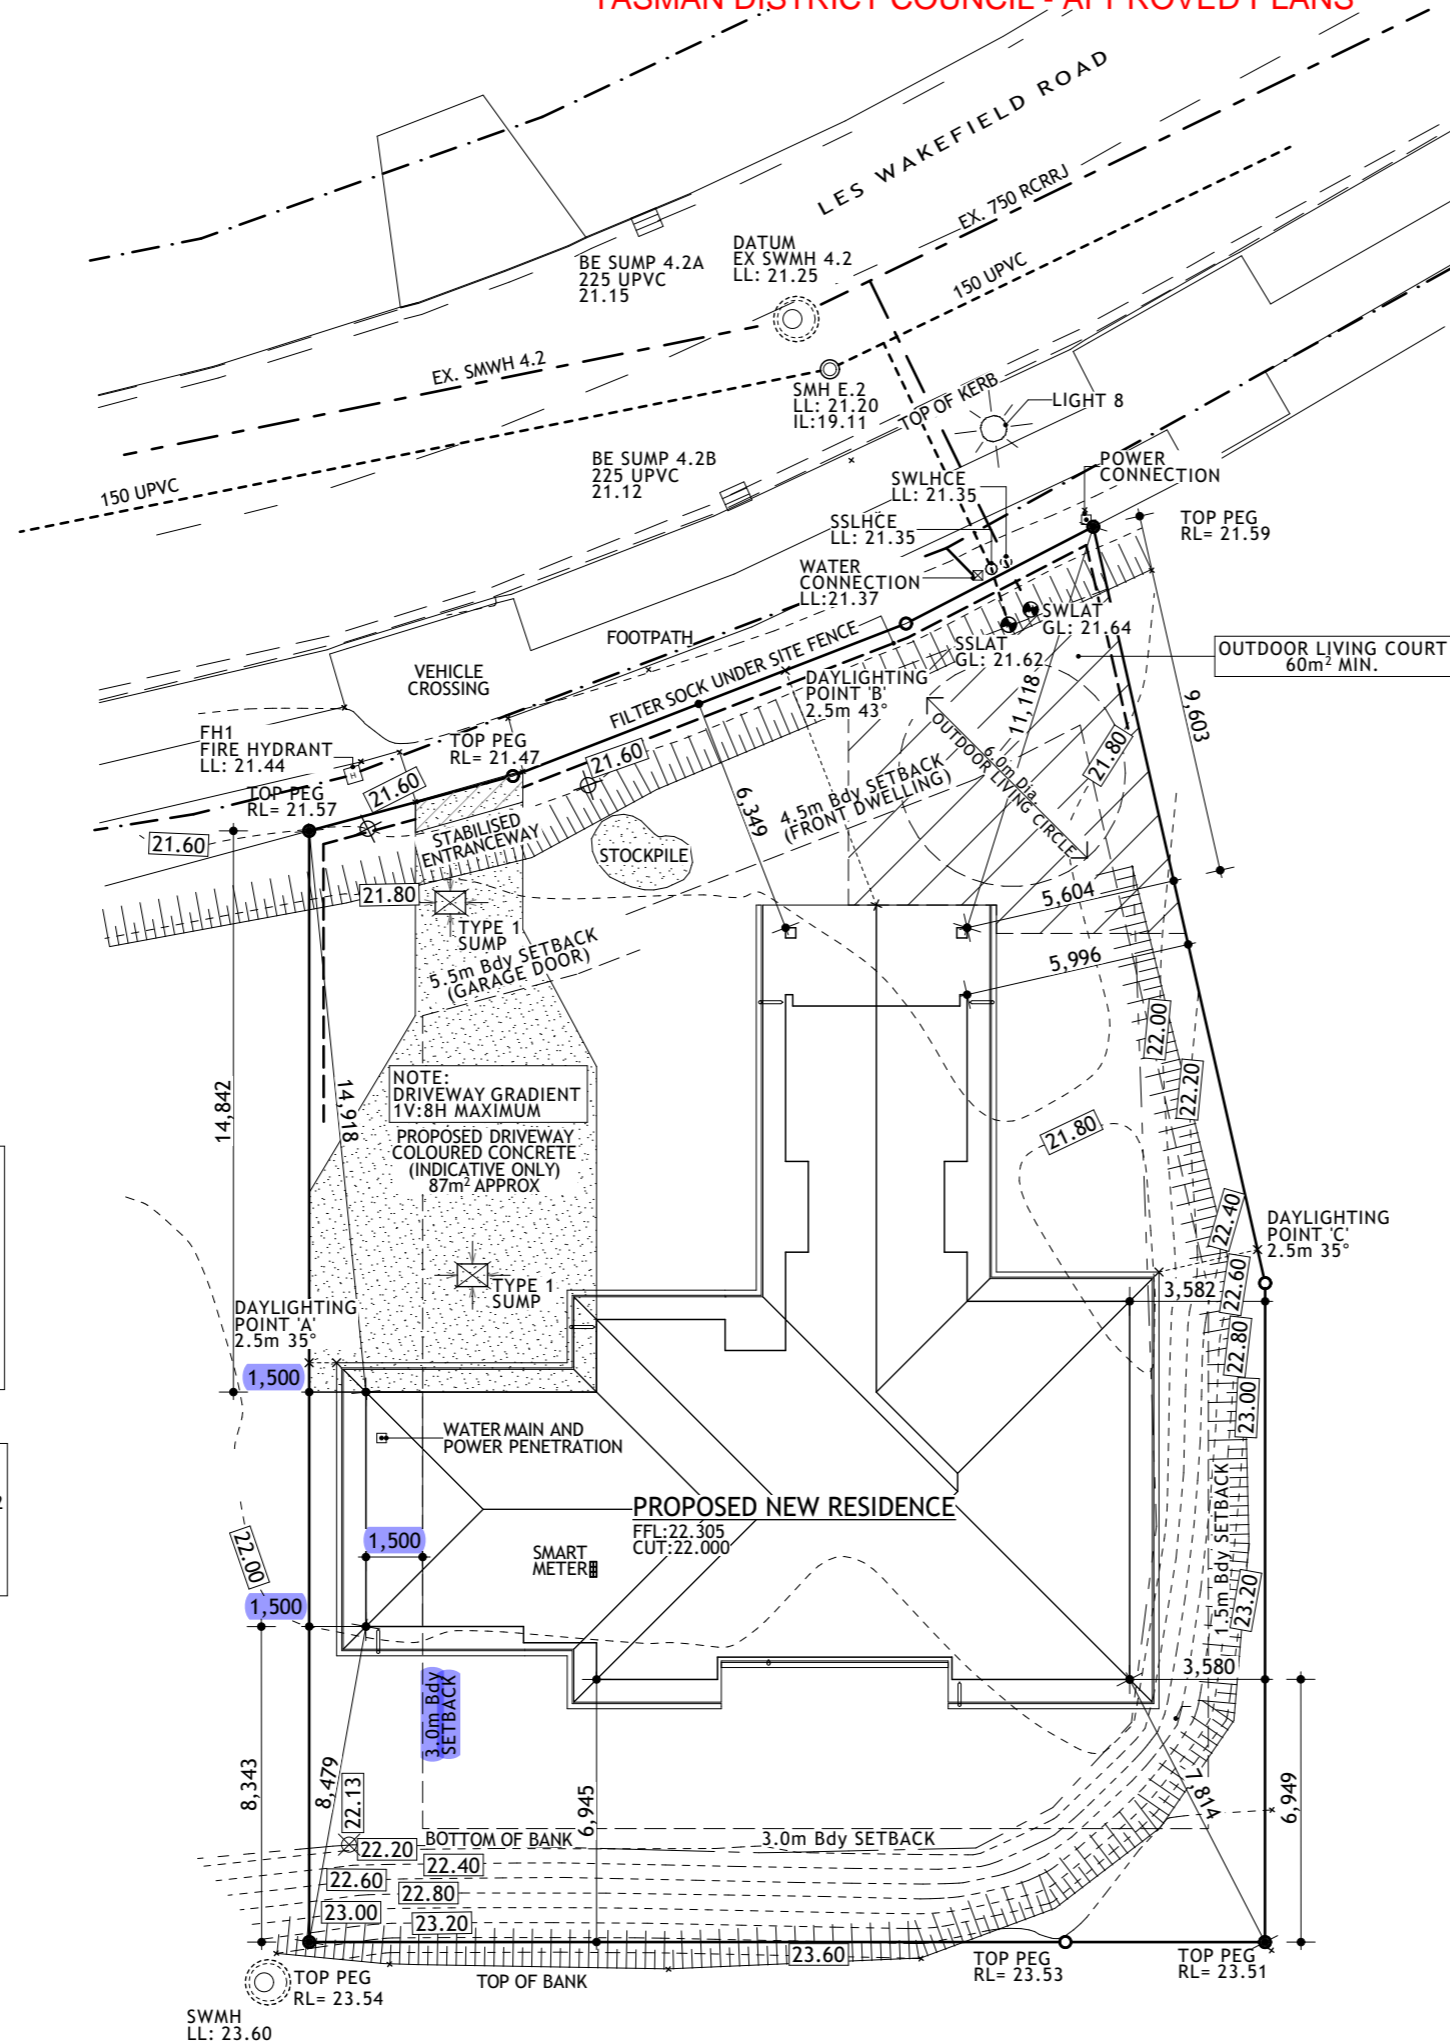 TASMAN DISTRICT COUNCIL - APPROVED PLANS
LES WAKEFIELD ROAD
EX. 750 RCRRJ
150 UPVC
DATUM
EX SWMH 4.2
LL: 21.25
BE SUMP 4.2A
225 UPVC
21.15
EX. SMWH 4.2
SMH E.2
LL: 21.20
IL:19.11
TOP OF KERB
LIGHT 8
BE SUMP 4.2B
225 UPVC
21.12
150 UPVC
POWER
CONNECTION
SWLHCE
LL: 21.35
SSLHCE
LL: 21.35
TOP PEG
RL= 21.59
WATER
CONNECTION
LL:21.37
SWLAT
GL: 21.64
SSLAT
GL: 21.62
OUTDOOR LIVING COURT
60m² MIN.
FOOTPATH
FILTER SOCK UNDER SITE FENCE
VEHICLE
CROSSING
DAYLIGHTING
POINT 'B'
2.5m 43°
11,118
9,603
FH1
FIRE HYDRANT
LL: 21.44
TOP PEG
RL= 21.47
21.60
21.60
TOP PEG
RL= 21.57
21.60
STABILISED
ENTRANCEWAY
STOCKPILE
6,349
4.5m Bdy SETBACK
(FRONT DWELLING)
6.0m Dia.
OUTDOOR LIVING CIRCLE
21.80
21.80
TYPE 1
SUMP
5.5m Bdy SETBACK
(GARAGE DOOR)
5,604
5,996
22.00
22.20
14,842
14,918
NOTE:
DRIVEWAY GRADIENT
1V:8H MAXIMUM
PROPOSED DRIVEWAY
COLOURED CONCRETE
(INDICATIVE ONLY)
87m² APPROX
21.80
22.40
DAYLIGHTING
POINT 'C'
2.5m 35°
22.60
3,582
22.80
23.00
TYPE 1
SUMP
DAYLIGHTING
POINT 'A'
2.5m 35°
1,500
WATER MAIN AND
POWER PENETRATION
PROPOSED NEW RESIDENCE
FFL:22.305
CUT:22.000
1,500
SMART
METER
22.00
1,500
1.5m Bdy SETBACK
23.20
3,580
3.0m Bdy
SETBACK
8,343
8,479
22.13
6,945
7,814
6,949
BOTTOM OF BANK
3.0m Bdy SETBACK
22.20
22.40
22.60
22.80
23.00
23.20
23.60
TOP PEG
RL= 23.53
TOP PEG
RL= 23.51
TOP PEG
RL= 23.54
TOP OF BANK
SWMH
LL: 23.60